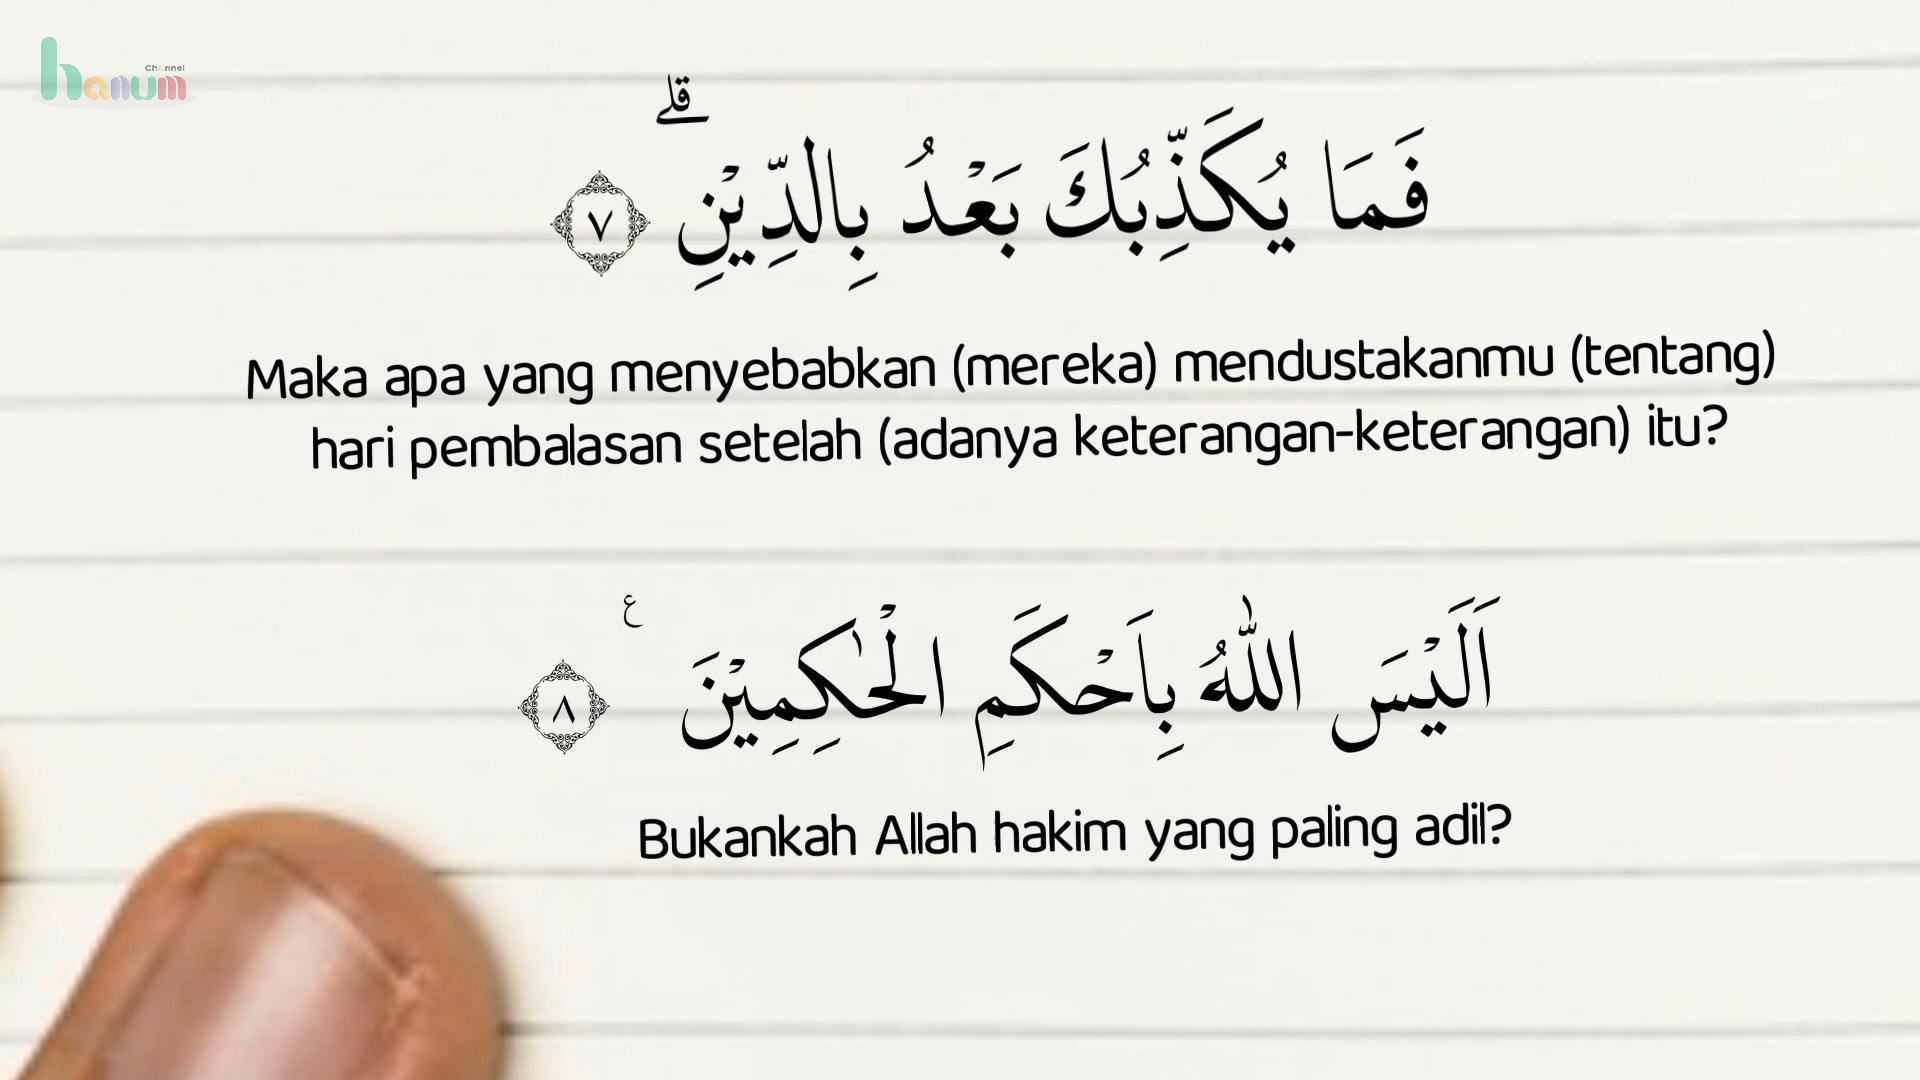 Channel
hanum
فَمَا يُكَذِّبُكَ بَعْدُ بِالدِّيْنِۗ ٧
Maka apa yang menyebabkan (mereka) mendustakanmu (tentang)
hari pembalasan setelah (adanya keterangan-keterangan) itu?
اَلَيْسَ اللّٰهُ بِاَحْكَمِ الْحٰكِمِيْنَ ࣖ ٨
Bukankah Allah hakim yang paling adil?